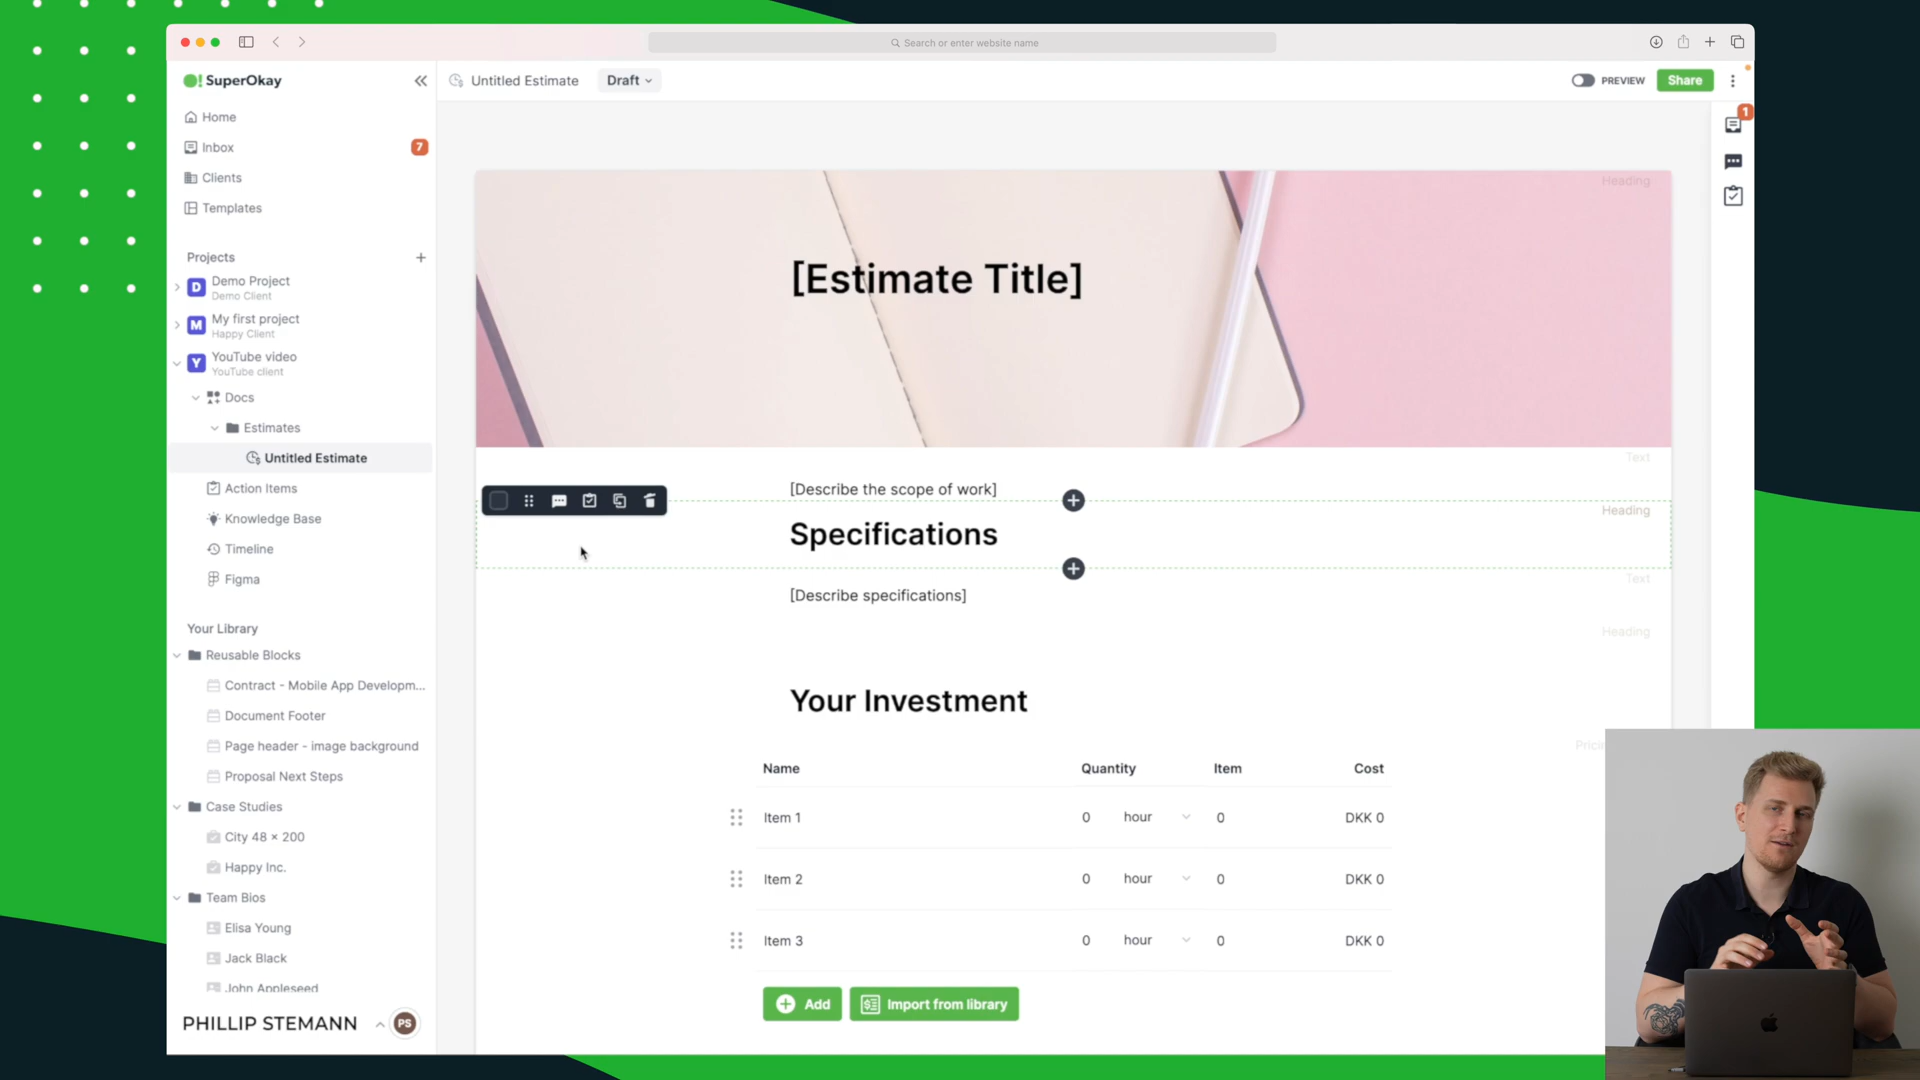 Search or enter website name
SuperOkay
Untitled Estimate
Draft
PREVIEW
Share
Home
Inbox
7
Clients
Templates
Projects
D
Demo Project
Demo Client
M
My first project
Happy Client
Y
YouTube video
YouTube client
Docs
Estimates
Untitled Estimate
Action Items
Knowledge Base
Timeline
Figma
Your Library
Reusable Blocks
Contract - Mobile App Developm...
Document Footer
Page header - image background
Proposal Next Steps
Case Studies
City 48 × 200
Happy Inc.
Team Bios
Elisa Young
Jack Black
John Appleseed
PHILLIP STEMANN
PS
1
Heading
[Estimate Title]
Text
[Describe the scope of work]
Heading
Specifications
Text
[Describe specifications]
Heading
Your Investment
Pricin
Name Quantity Item Cost
Item 1 0 hour 0 DKK 0
Item 2 0 hour 0 DKK 0
Item 3 0 hour 0 DKK 0
Add
Import from library